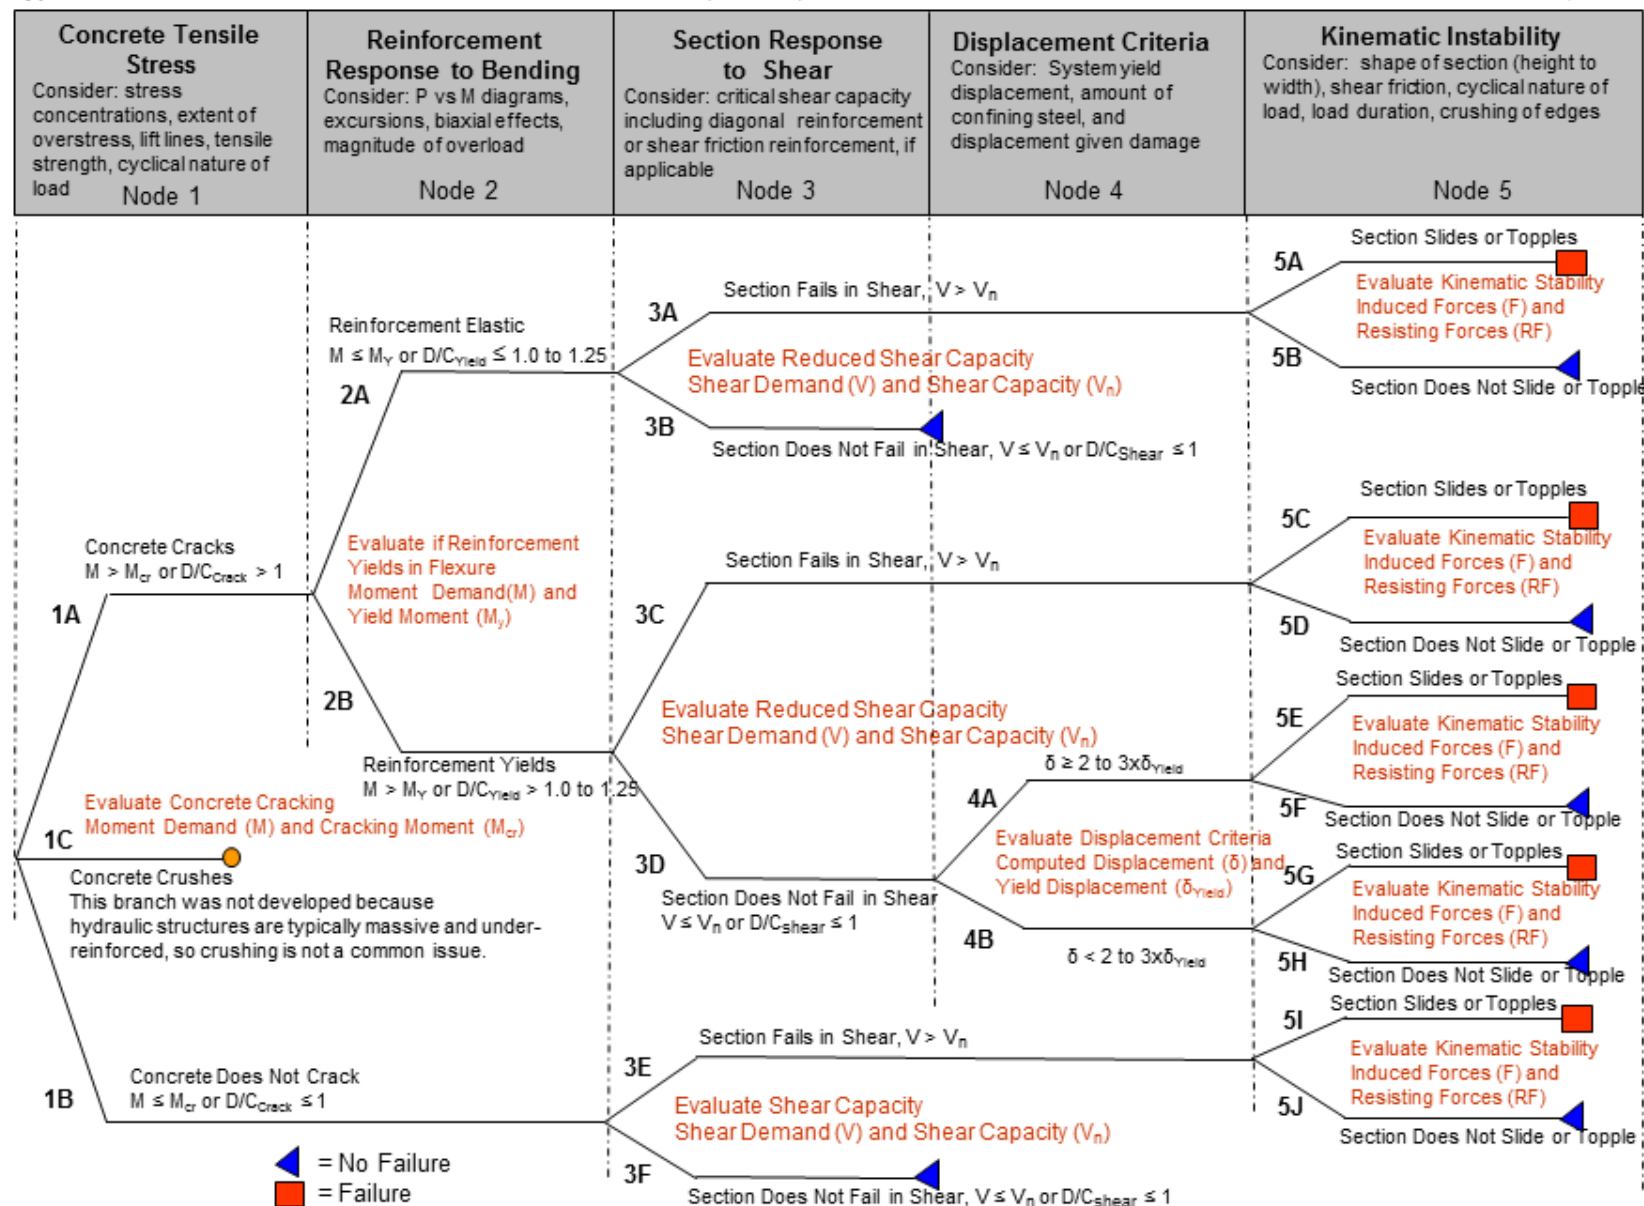 Concrete Tensile
Stress
Consider: stress
concentrations, extent of
overstress, lift lines, tensile
strength, cyclical nature of
load
Node 1
Reinforcement
Response to Bending
Consider: P vs M diagrams,
excursions, biaxial effects,
magnitude of overload
Node 2
Section Response
to Shear
Consider: critical shear capacity
including diagonal reinforcement
or shear friction reinforcement, if
applicable
Node 3
Displacement Criteria
Consider: System yield
displacement, amount of
confining steel, and
displacement given damage
Node 4
Kinematic Instability
Consider: shape of section (height to
width), shear friction, cyclical nature of
load, load duration, crushing of edges
Node 5
1A
Concrete Cracks
M > Mcr or D/CCrack > 1
1C
Evaluate Concrete Cracking
Moment Demand (M) and Cracking Moment (Mcr)
Concrete Crushes
This branch was not developed because
hydraulic structures are typically massive and under-
reinforced, so crushing is not a common issue.
1B
Concrete Does Not Crack
M ≤ Mcr or D/CCrack ≤ 1
2A
Reinforcement Elastic
M ≤ MY or D/CYield ≤ 1.0 to 1.25
Evaluate if Reinforcement
Yields in Flexure
Moment Demand(M) and
Yield Moment (My)
2B
Reinforcement Yields
M > MY or D/CYield > 1.0 to 1.25
3A
Section Fails in Shear, V > Vn
Evaluate Reduced Shear Capacity
Shear Demand (V) and Shear Capacity (Vn)
3B
Section Does Not Fail in Shear, V ≤ Vn or D/CShear ≤ 1
3C
Section Fails in Shear, V > Vn
Evaluate Reduced Shear Capacity
Shear Demand (V) and Shear Capacity (Vn)
3D
Section Does Not Fail in Shear
V ≤ Vn or D/Cshear ≤ 1
3E
Section Fails in Shear, V > Vn
Evaluate Shear Capacity
Shear Demand (V) and Shear Capacity (Vn)
3F
Section Does Not Fail in Shear, V ≤ Vn or D/Cshear ≤ 1
4A
δ ≥ 2 to 3xδYield
Evaluate Displacement Criteria
Computed Displacement (δ) and
Yield Displacement (δYield)
4B
δ < 2 to 3xδYield
5A
Section Slides or Topples
Evaluate Kinematic Stability
Induced Forces (F) and
Resisting Forces (RF)
5B
Section Does Not Slide or Topple
5C
Section Slides or Topples
Evaluate Kinematic Stability
Induced Forces (F) and
Resisting Forces (RF)
5D
Section Does Not Slide or Topple
5E
Section Slides or Topples
Evaluate Kinematic Stability
Induced Forces (F) and
Resisting Forces (RF)
5F
Section Does Not Slide or Topple
5G
Section Slides or Topples
Evaluate Kinematic Stability
Induced Forces (F) and
Resisting Forces (RF)
5H
Section Does Not Slide or Topple
5I
Section Slides or Topples
Evaluate Kinematic Stability
Induced Forces (F) and
Resisting Forces (RF)
5J
Section Does Not Slide or Topple
= No Failure
= Failure